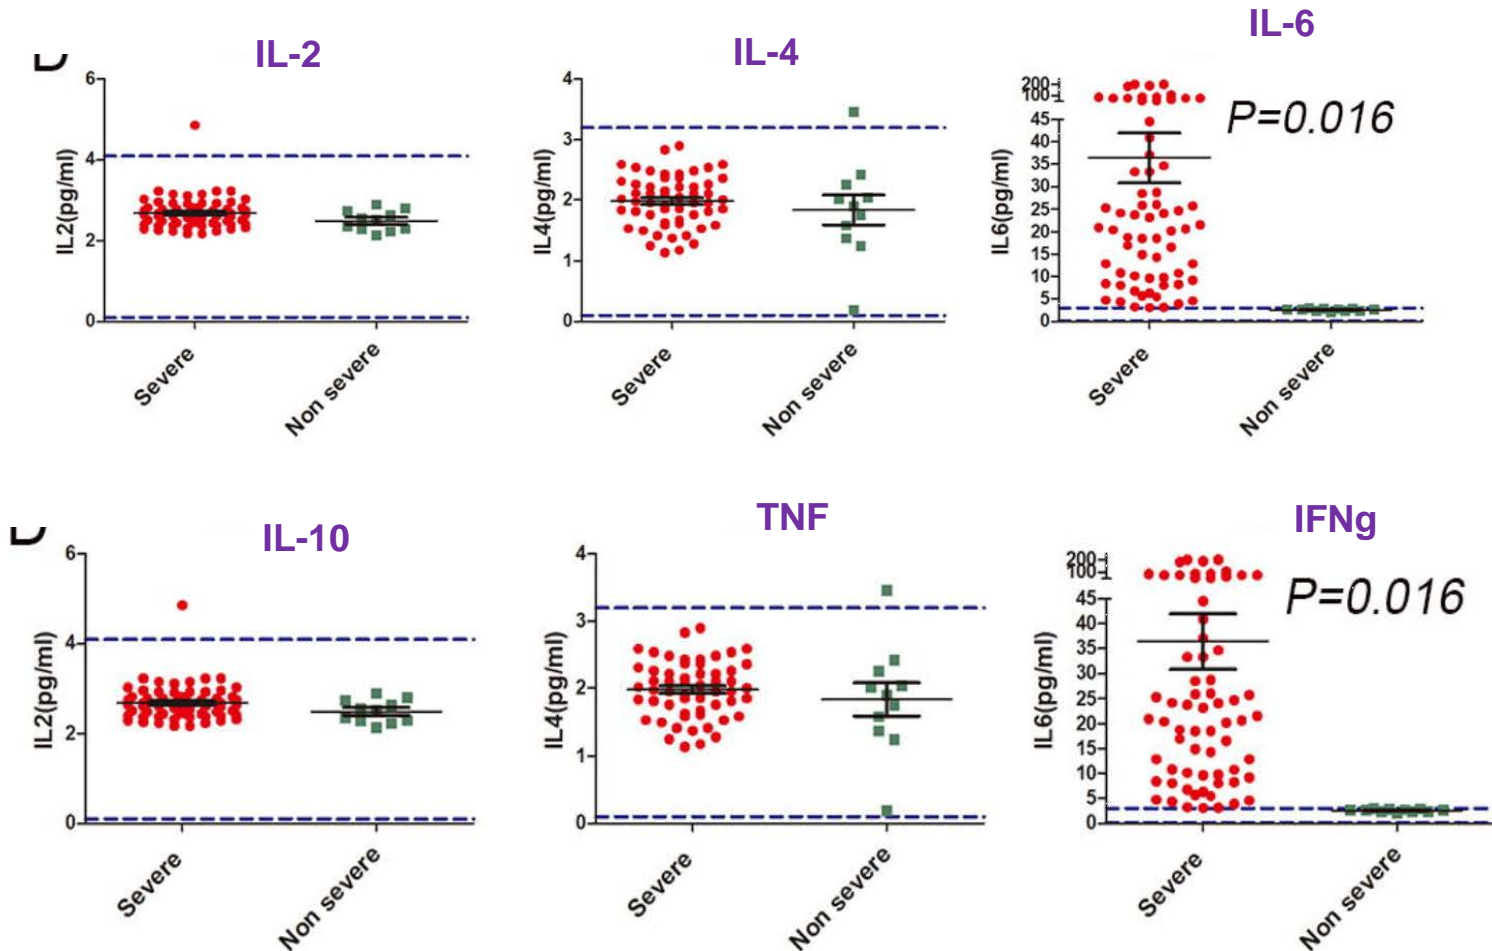 IL-2
IL-4
IL-6
6
4
2
0
IL2(pg/ml)
Severe
Non severe
4
3
2
1
0
IL4(pg/ml)
Severe
Non severe
200
100
45
40
35
30
25
20
15
10
5
0
IL6(pg/ml)
P=0.016
Severe
Non severe
IL-10
TNF
IFNg
6
4
2
0
IL2(pg/ml)
Severe
Non severe
4
3
2
1
0
IL4(pg/ml)
Severe
Non severe
200
100
45
40
35
30
25
20
15
10
5
0
IL6(pg/ml)
P=0.016
Severe
Non severe